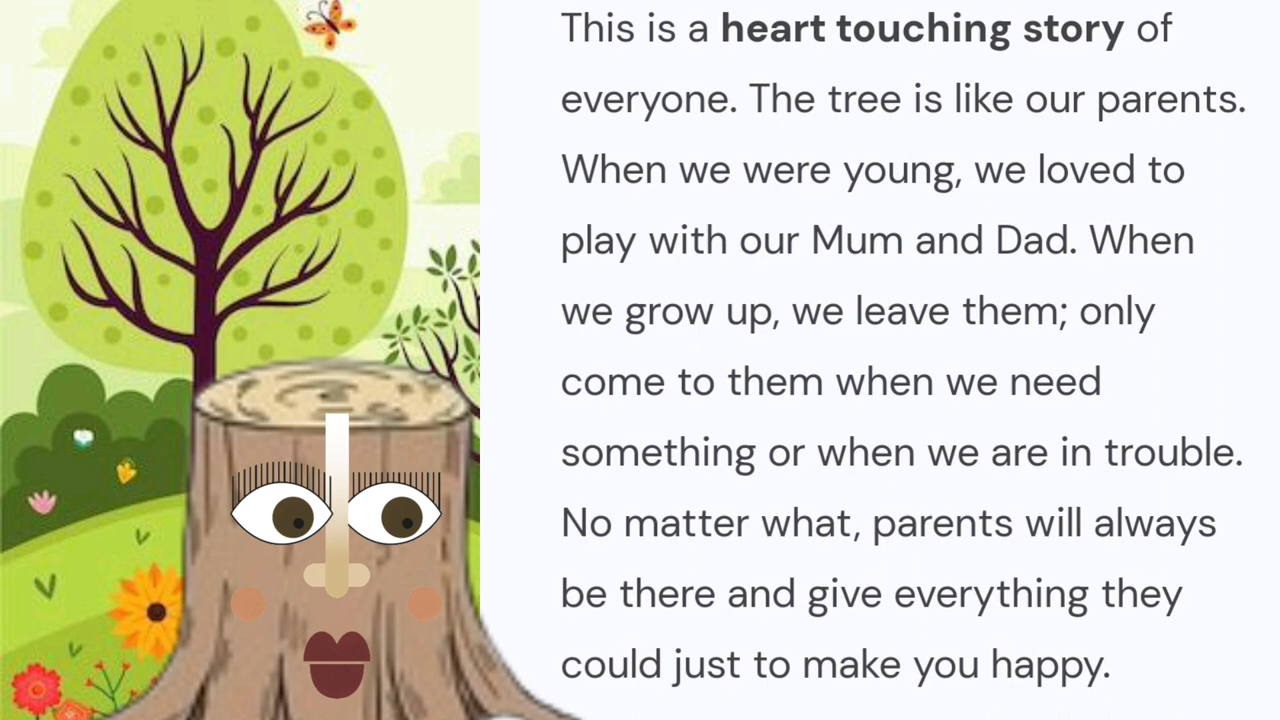 This is a heart touching story of
everyone. The tree is like our parents.
When we were young, we loved to
play with our Mum and Dad. When
we grow up, we leave them; only
come to them when we need
something or when we are in trouble.
No matter what, parents will always
be there and give everything they
could just to make you happy.